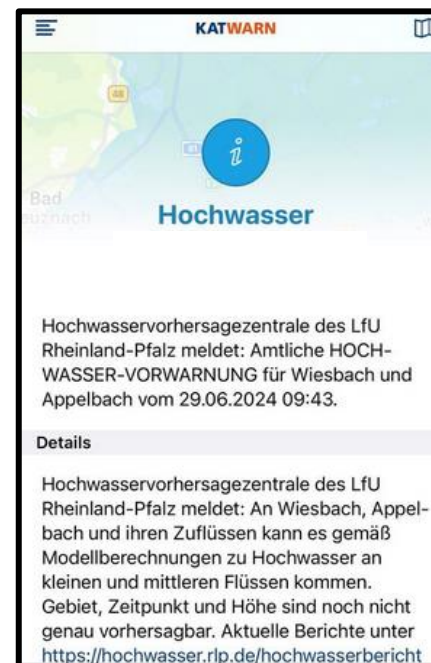 KATWARN
48
Bad
Hochwasser
Hochwasservorhersagezentrale des LfU
Rheinland-Pfalz meldet: Amtliche HOCH-
WASSER-VORWARNUNG für Wiesbach und
Appelbach vom 29.06.2024 09:43.
Details
Hochwasservorhersagezentrale des LfU
Rheinland-Pfalz meldet: An Wiesbach, Appel-
bach und ihren Zuflüssen kann es gemäß
Modellberechnungen zu Hochwasser an
kleinen und mittleren Flüssen kommen.
Gebiet, Zeitpunkt und Höhe sind noch nicht
genau vorhersagbar. Aktuelle Berichte unter
https://hochwasser.rlp.de/hochwasserbericht